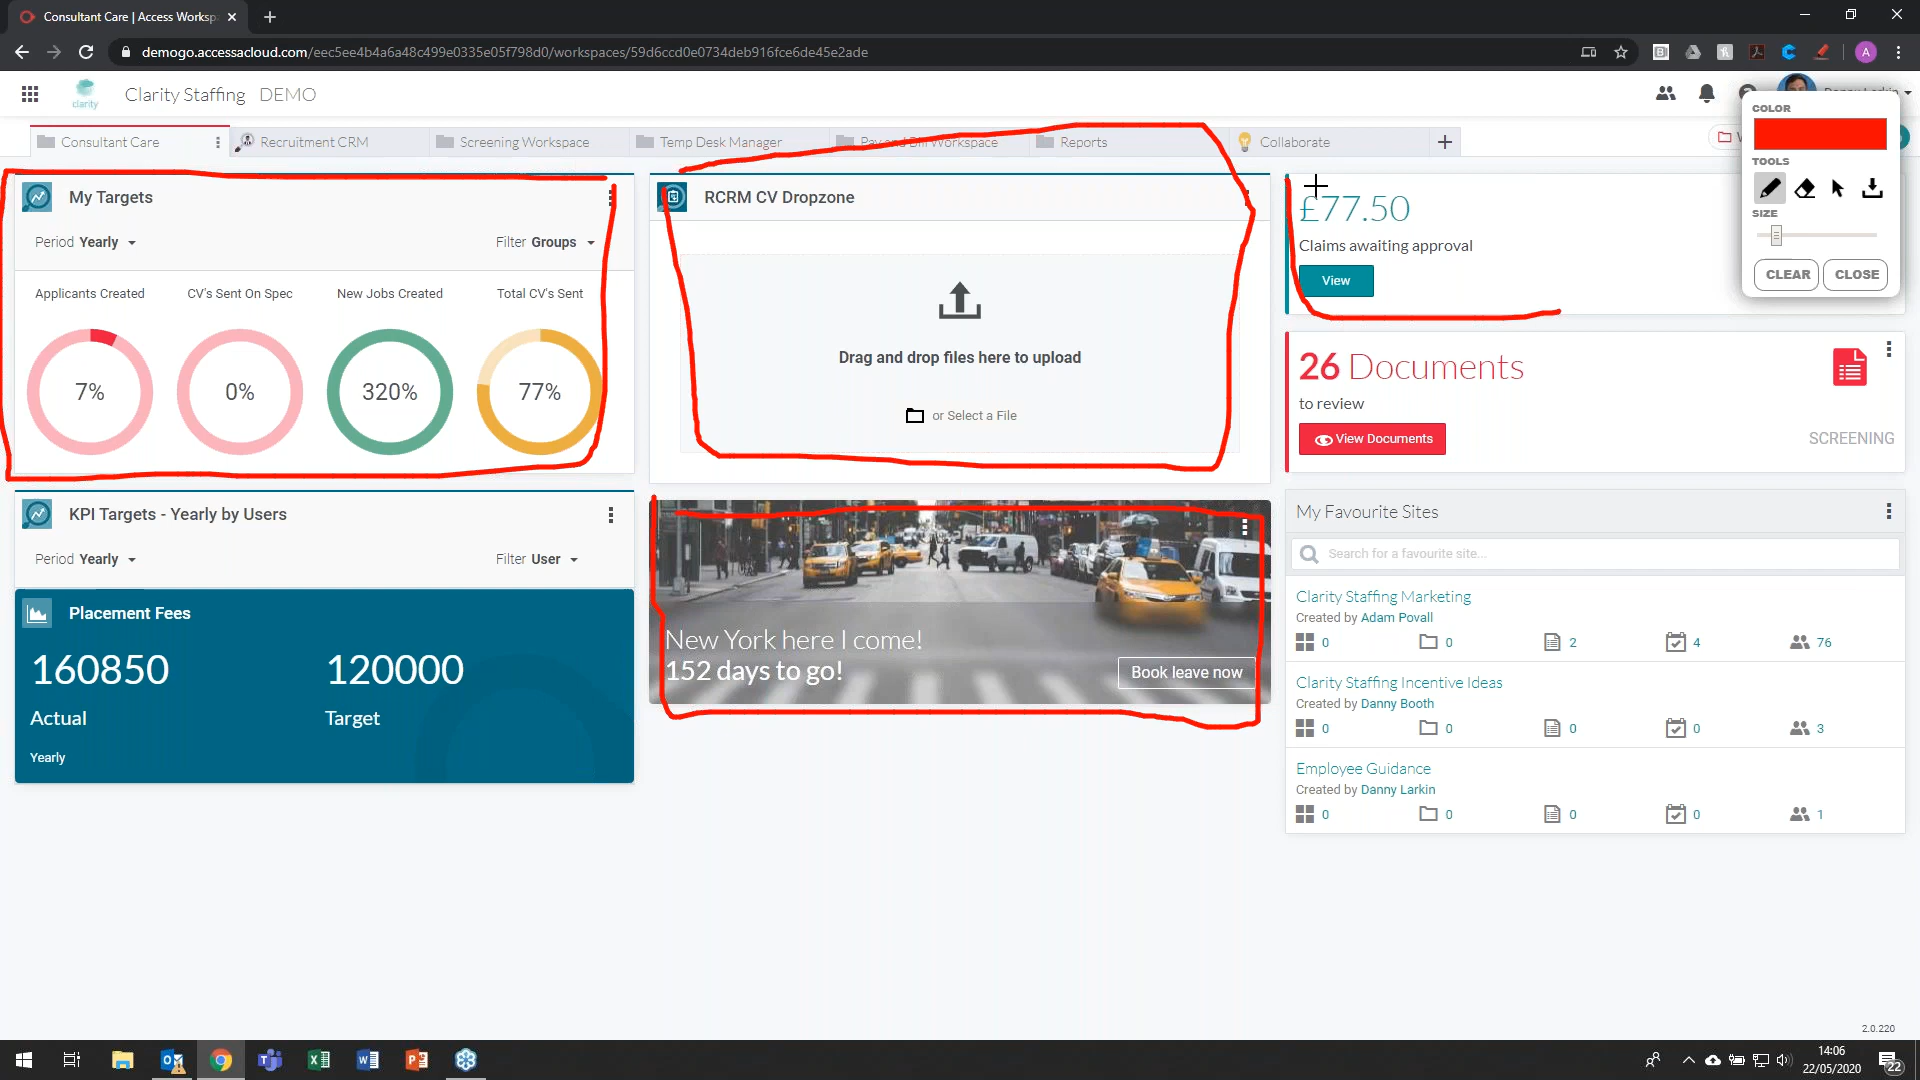 Consultant Care | Access Worksp
demogo.accessacloud.com/eec5ee4b4a6a48c499e0335e05f798d0/workspaces/59d6ccd0e0734deb916fce6de45e2ade
A
clarity
Clarity Staffing DEMO
Consultant Care
Recruitment CRM
Screening Workspace
Temp Desk Manager
Pay and Bill Workspace
Reports
Collaborate
COLOR
TOOLS
SIZE
CLEAR
CLOSE
My Targets
Period Yearly
Filter Groups
Applicants Created
CV's Sent On Spec
New Jobs Created
Total CV's Sent
7%
0%
320%
77%
KPI Targets - Yearly by Users
Period Yearly
Filter User
Placement Fees
160850
120000
Actual
Target
Yearly
RCRM CV Dropzone
Drag and drop files here to upload
or Select a File
New York here I come!
152 days to go!
Book leave now
£77.50
Claims awaiting approval
View
26 Documents
to review
View Documents
SCREENING
My Favourite Sites
Search for a favourite site...
Clarity Staffing Marketing
Created by Adam Povall
0 0 2 4 76
Clarity Staffing Incentive Ideas
Created by Danny Booth
0 0 0 0 3
Employee Guidance
Created by Danny Larkin
0 0 0 0 1
2.0.220
14:06
22/05/2020
22